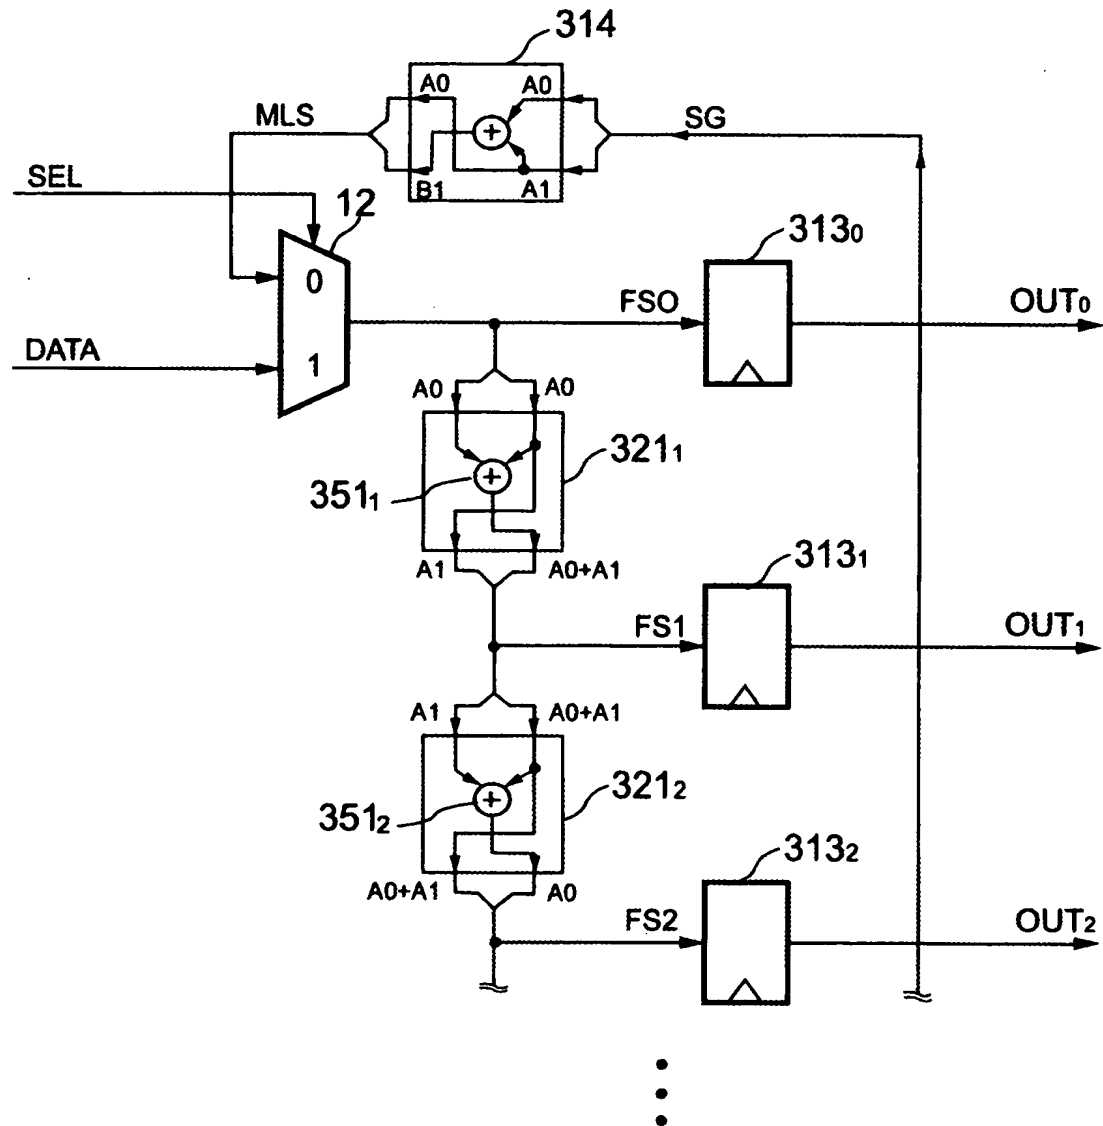 314
A0 A0
MLS SG
B1 A1
SEL
12
0
1
DATA
FSO
313₀
OUT₀
A0 A0
351₁
321₁
A1 A0+A1
FS1
313₁
OUT₁
A1 A0+A1
351₂
321₂
A0+A1 A0
FS2
313₂
OUT₂